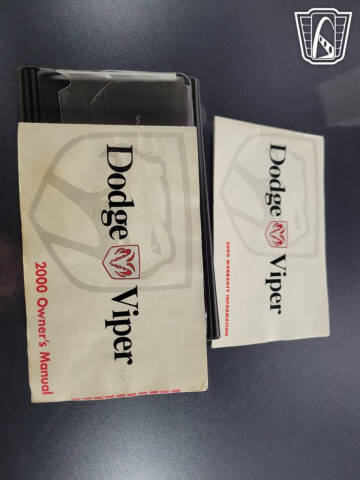 Dodge Viper
2000 Owner's Manual
Dodge Viper
2000 WARRANTY INFORMATION